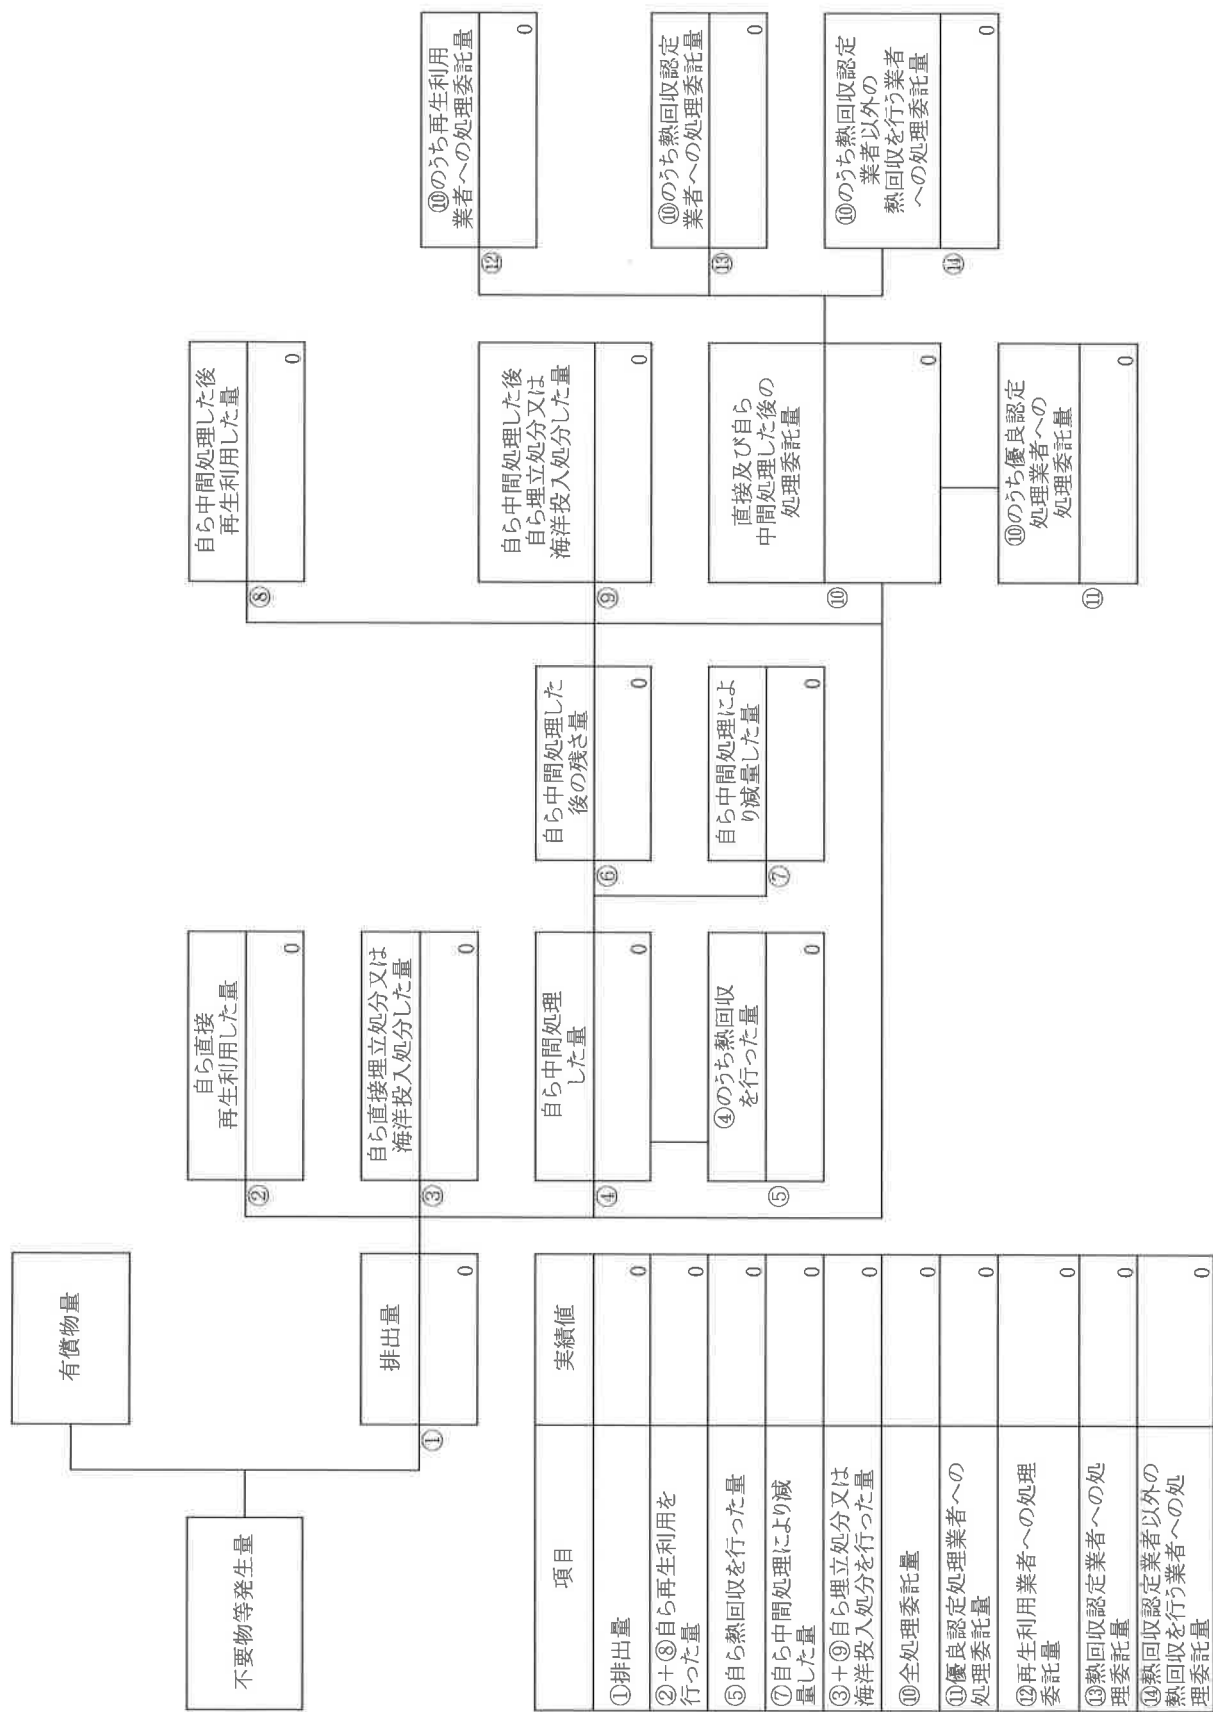 不要物等発生量
有償物量
排出量
①
0
②
自ら直接
再生利用した量
0
③
自ら直接埋立処分又は
海洋投入処分した量
0
④
自ら中間処理
した量
0
⑤
④のうち熱回収
を行った量
0
⑥
自ら中間処理した
後の残さ量
0
⑦
自ら中間処理によ
り減量した量
0
⑧
自ら中間処理した後
再生利用した量
0
⑨
自ら中間処理した後
自ら埋立処分又は
海洋投入処分した量
0
⑩
直接及び自ら
中間処理した後の
処理委託量
0
⑪
⑩のうち優良認定
処理業者への
処理委託量
0
⑫
⑩のうち再生利用
業者への処理委託量
0
⑬
⑩のうち熱回収認定
業者への処理委託量
0
⑭
⑩のうち熱回収認定
業者以外の
熱回収を行う業者
への処理委託量
0
項目
実績値
①排出量
0
②+⑧自ら再生利用を
行った量
0
⑤自ら熱回収を行った量
0
⑦自ら中間処理により減
量した量
0
③+⑨自ら埋立処分又は
海洋投入処分を行った量
0
⑩全処理委託量
0
⑪優良認定処理業者への
処理委託量
0
⑫再生利用業者への処理
委託量
0
⑬熱回収認定業者への処
理委託量
0
⑭熱回収認定業者以外の
熱回収を行う業者への処
理委託量
0